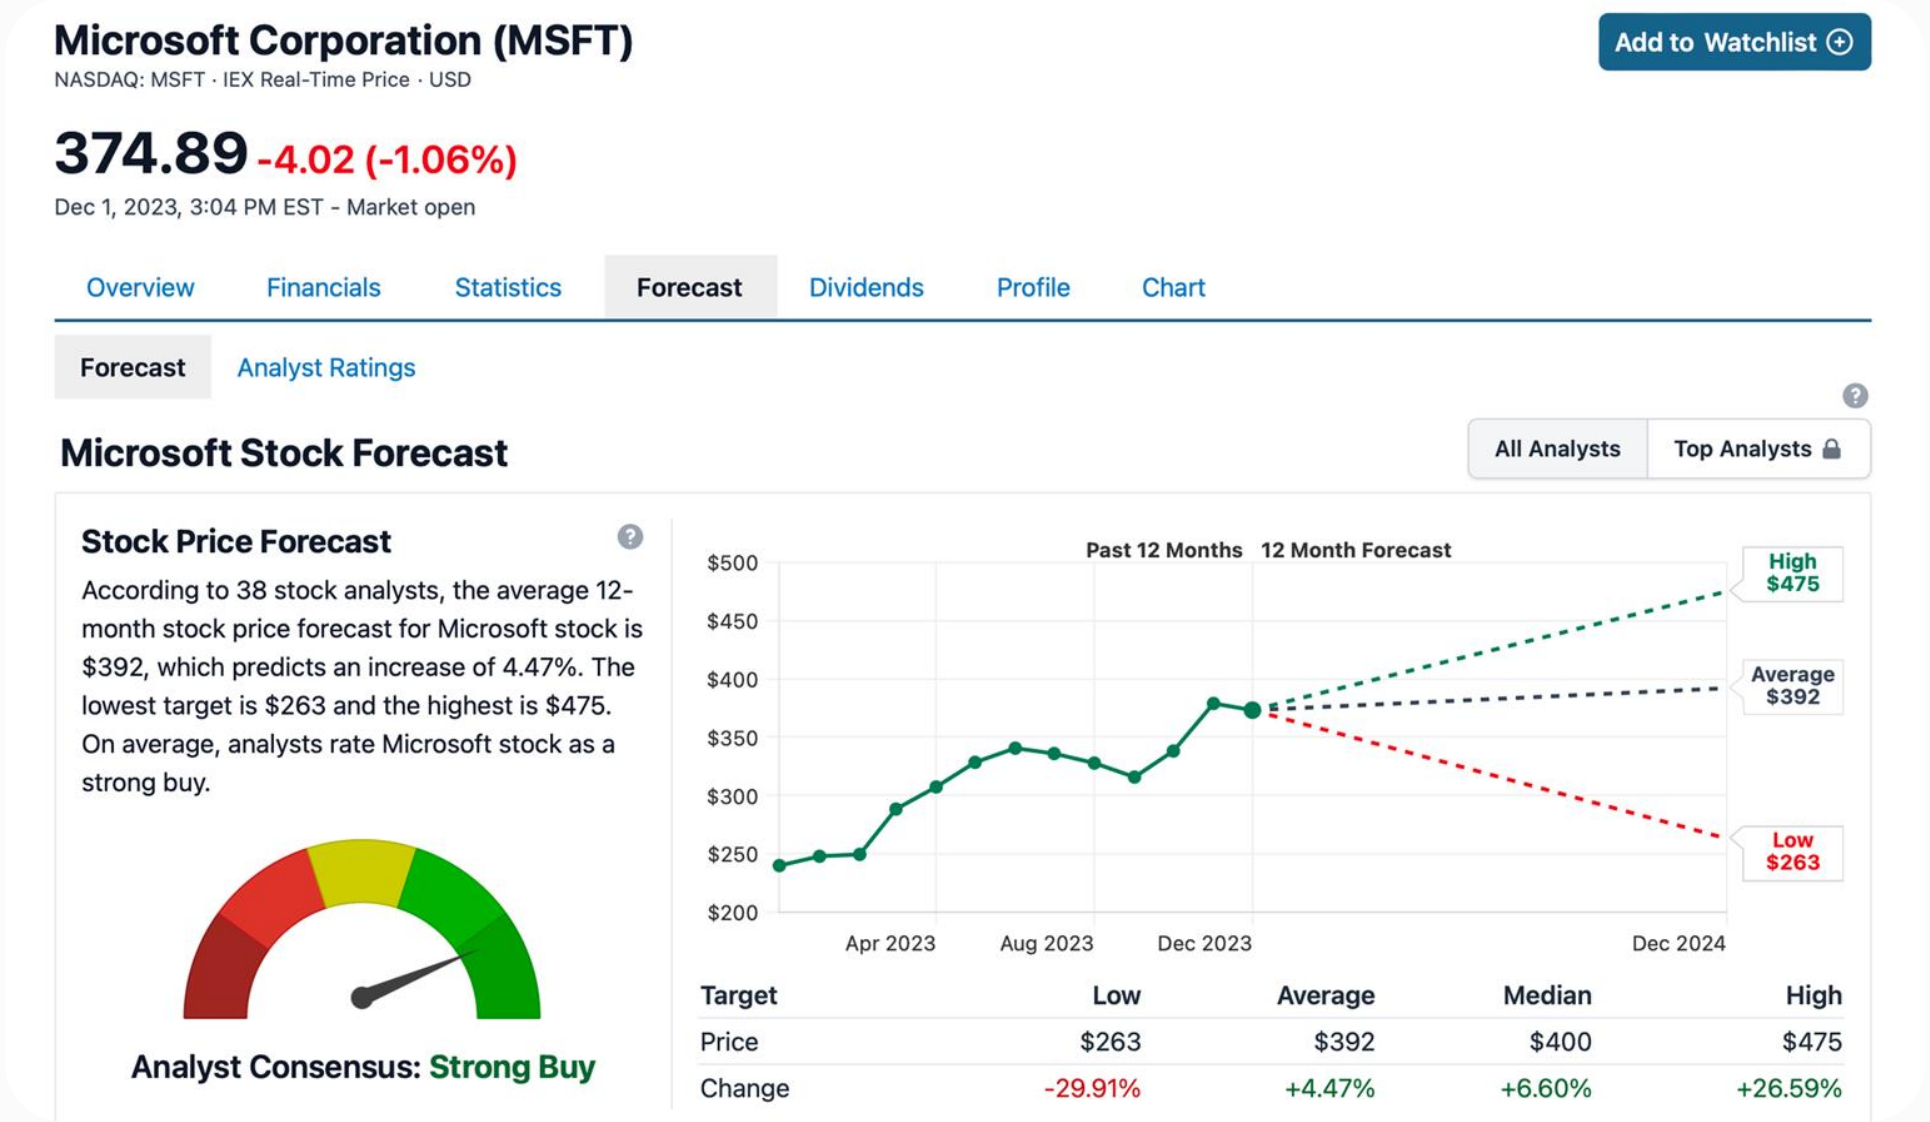 Microsoft Corporation (MSFT)
Add to Watchlist
NASDAQ: MSFT · IEX Real-Time Price · USD
374.89 -4.02 (-1.06%)
Dec 1, 2023, 3:04 PM EST - Market open
Overview Financials Statistics Forecast Dividends Profile Chart
Forecast Analyst Ratings
?
Microsoft Stock Forecast
All Analysts Top Analysts
Stock Price Forecast ?
According to 38 stock analysts, the average 12-
month stock price forecast for Microsoft stock is
$392, which predicts an increase of 4.47%. The
lowest target is $263 and the highest is $475.
On average, analysts rate Microsoft stock as a
strong buy.
Analyst Consensus: Strong Buy
Past 12 Months 12 Month Forecast
$500
$450
$400
$350
$300
$250
$200
High
$475
Average
$392
Low
$263
Apr 2023 Aug 2023 Dec 2023 Dec 2024
Target Low Average Median High
Price $263 $392 $400 $475
Change -29.91% +4.47% +6.60% +26.59%